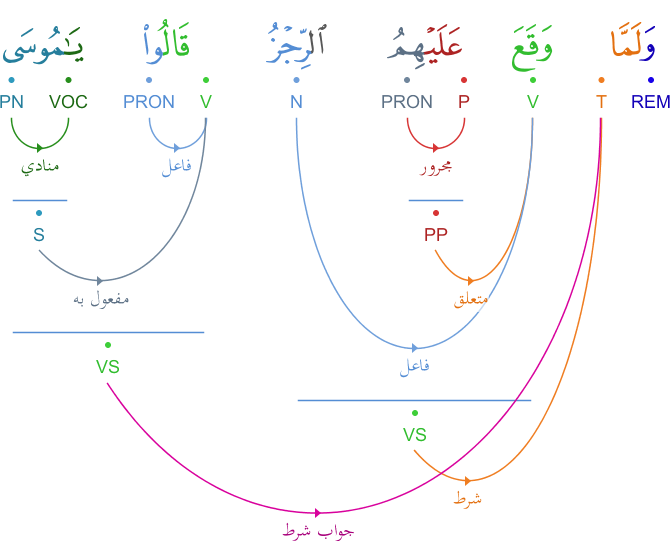 وَلَمَّا وَقَعَ عَلَيْهِمُ ٱلرِّجْزُ قَالُوا۟ يَـٰمُوسَى
REM T V P PRON N V PRON VOC PN
منادي فاعل مجرور
S PP
مفعول به متعلق
VS فاعل
VS
شرط
جواب شرط